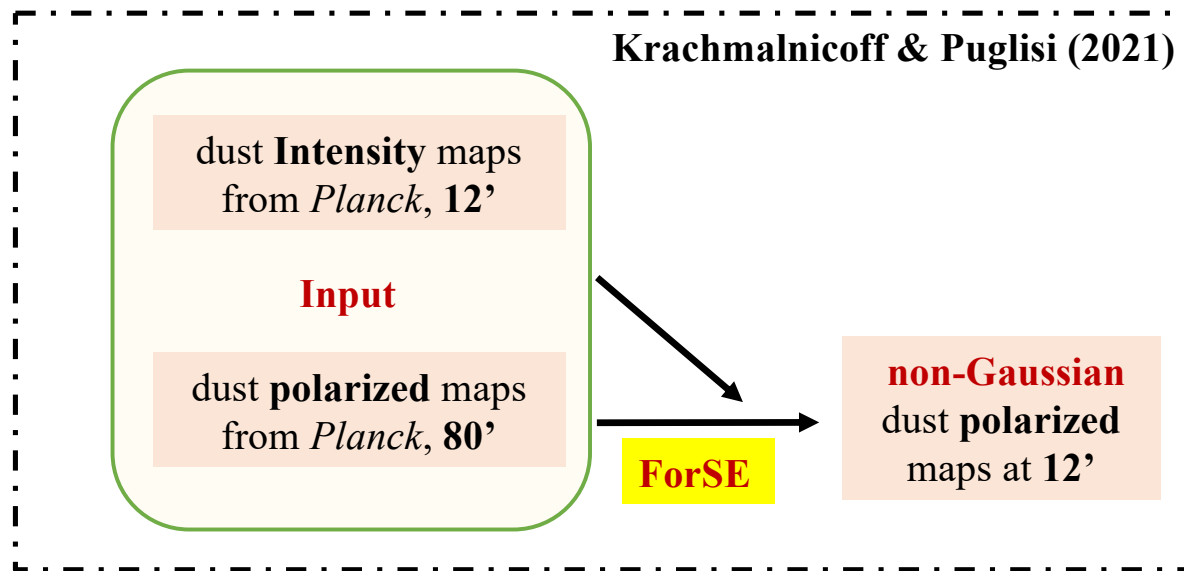 Krachmalnicoff & Puglisi (2021)
dust Intensity maps
from Planck, 12’
Input
dust polarized maps
from Planck, 80’
ForSE
non-Gaussian
dust polarized
maps at 12’